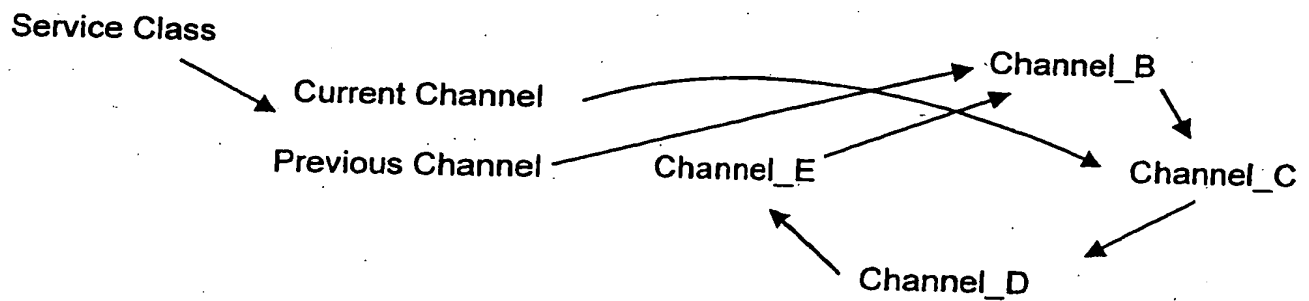 Service Class
Current Channel
Previous Channel
Channel_B
Channel_E
Channel_C
Channel_D